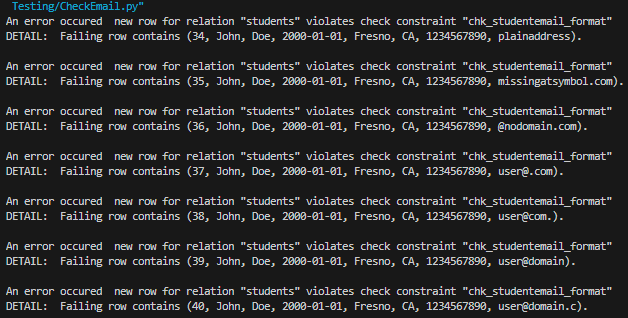 Testing/CheckEmail.py"
An error occured  new row for relation "students" violates check constraint "chk_studentemail_format"
DETAIL:  Failing row contains (34, John, Doe, 2000-01-01, Fresno, CA, 1234567890, plainaddress).
An error occured  new row for relation "students" violates check constraint "chk_studentemail_format"
DETAIL:  Failing row contains (35, John, Doe, 2000-01-01, Fresno, CA, 1234567890, missingatsymbol.com).
An error occured  new row for relation "students" violates check constraint "chk_studentemail_format"
DETAIL:  Failing row contains (36, John, Doe, 2000-01-01, Fresno, CA, 1234567890, @nodomain.com).
An error occured  new row for relation "students" violates check constraint "chk_studentemail_format"
DETAIL:  Failing row contains (37, John, Doe, 2000-01-01, Fresno, CA, 1234567890, user@.com).
An error occured  new row for relation "students" violates check constraint "chk_studentemail_format"
DETAIL:  Failing row contains (38, John, Doe, 2000-01-01, Fresno, CA, 1234567890, user@com.).
An error occured  new row for relation "students" violates check constraint "chk_studentemail_format"
DETAIL:  Failing row contains (39, John, Doe, 2000-01-01, Fresno, CA, 1234567890, user@domain).
An error occured  new row for relation "students" violates check constraint "chk_studentemail_format"
DETAIL:  Failing row contains (40, John, Doe, 2000-01-01, Fresno, CA, 1234567890, user@domain.c).